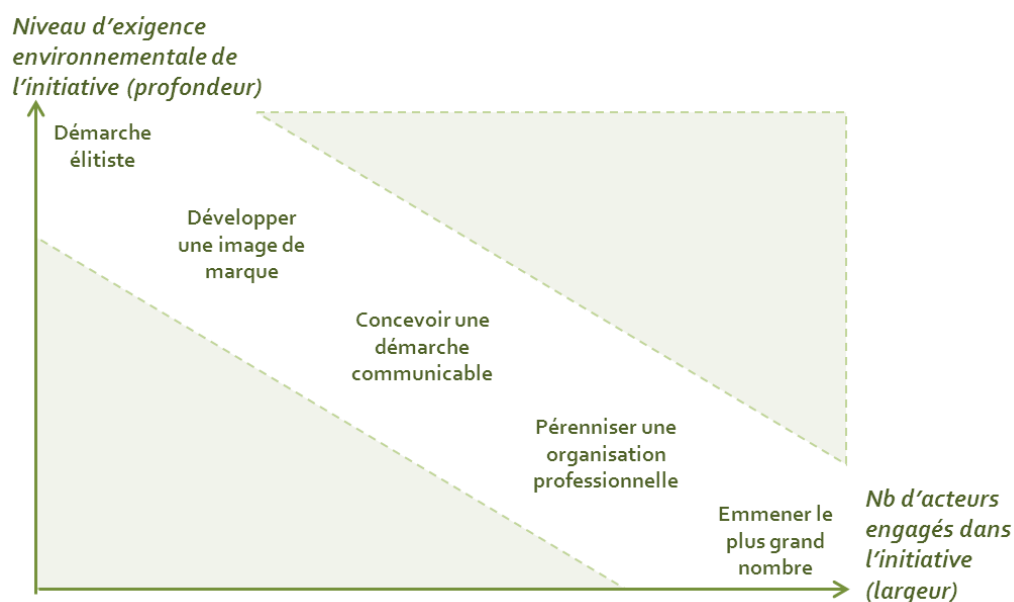 Niveau d’exigence
environnementale de
l’initiative (profondeur)
Démarche
élitiste
Développer
une image de
marque
Concevoir une
démarche
communicable
Pérenniser une
organisation
professionnelle
Emmener le
plus grand
nombre
Nb d’acteurs
engagés dans
l’initiative
(largeur)